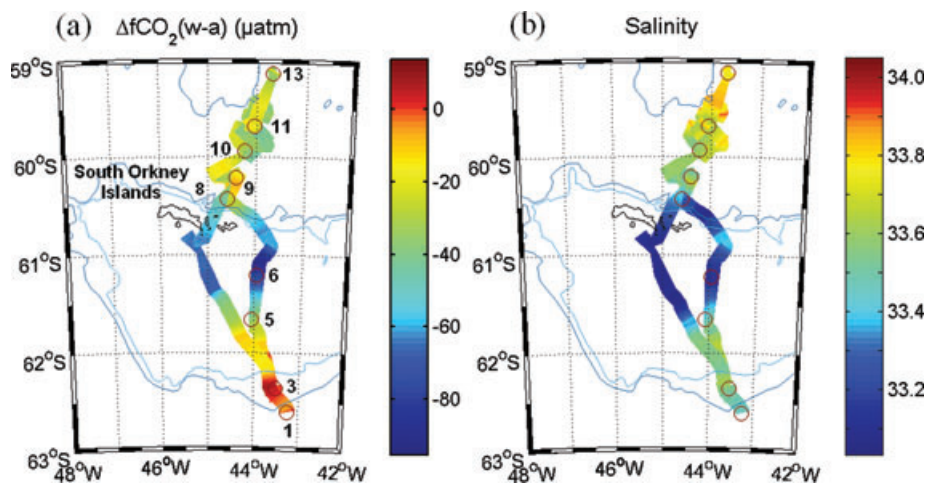 (a) ΔfCO₂(w-a) (µatm)
(b) Salinity
59°S
60°S
61°S
62°S
63°S
48°W 46°W 44°W 42°W
South Orkney
Islands
13
11
10
9
8
6
5
3
1
0
-20
-40
-60
-80
59°S
60°S
61°S
62°S
63°S
48°W 46°W 44°W 42°W
34.0
33.8
33.6
33.4
33.2